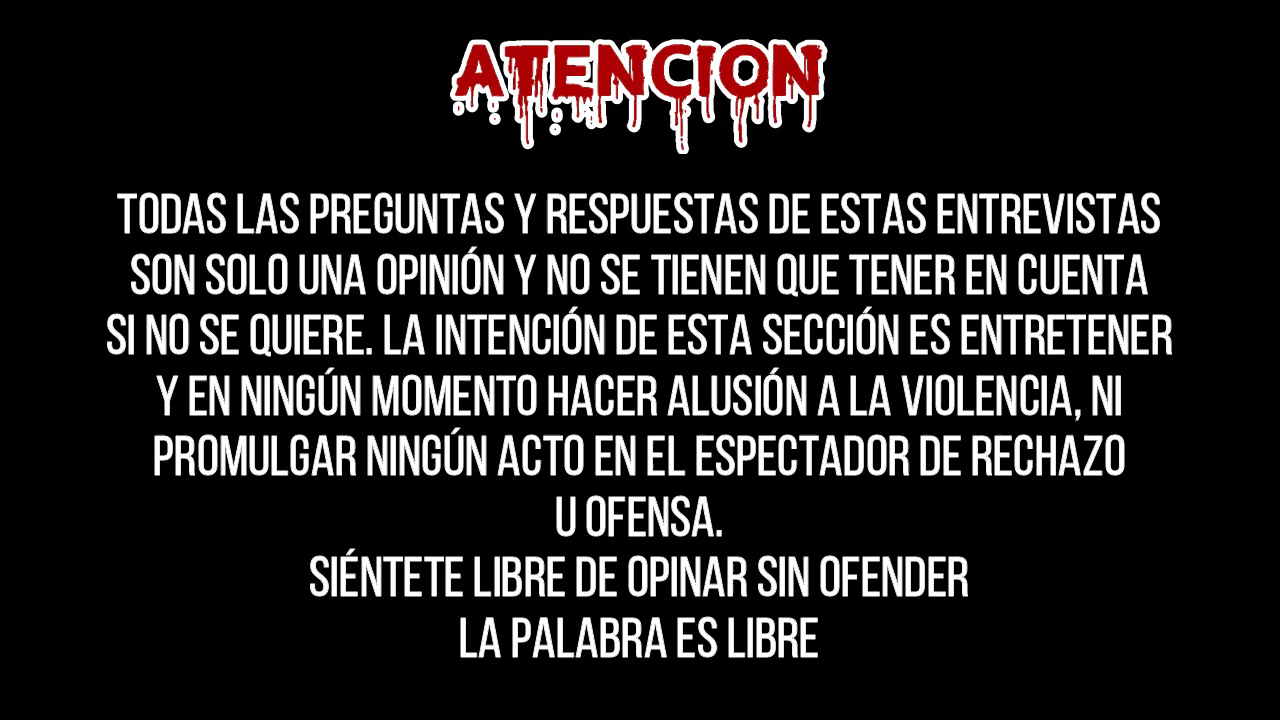 ATENCION
TODAS LAS PREGUNTAS Y RESPUESTAS DE ESTAS ENTREVISTAS
SON SOLO UNA OPINIÓN Y NO SE TIENEN QUE TENER EN CUENTA
SI NO SE QUIERE. LA INTENCIÓN DE ESTA SECCIÓN ES ENTRETENER
Y EN NINGÚN MOMENTO HACER ALUSIÓN A LA VIOLENCIA, NI
PROMULGAR NINGÚN ACTO EN EL ESPECTADOR DE RECHAZO
U OFENSA.
SIÉNTETE LIBRE DE OPINAR SIN OFENDER
LA PALABRA ES LIBRE